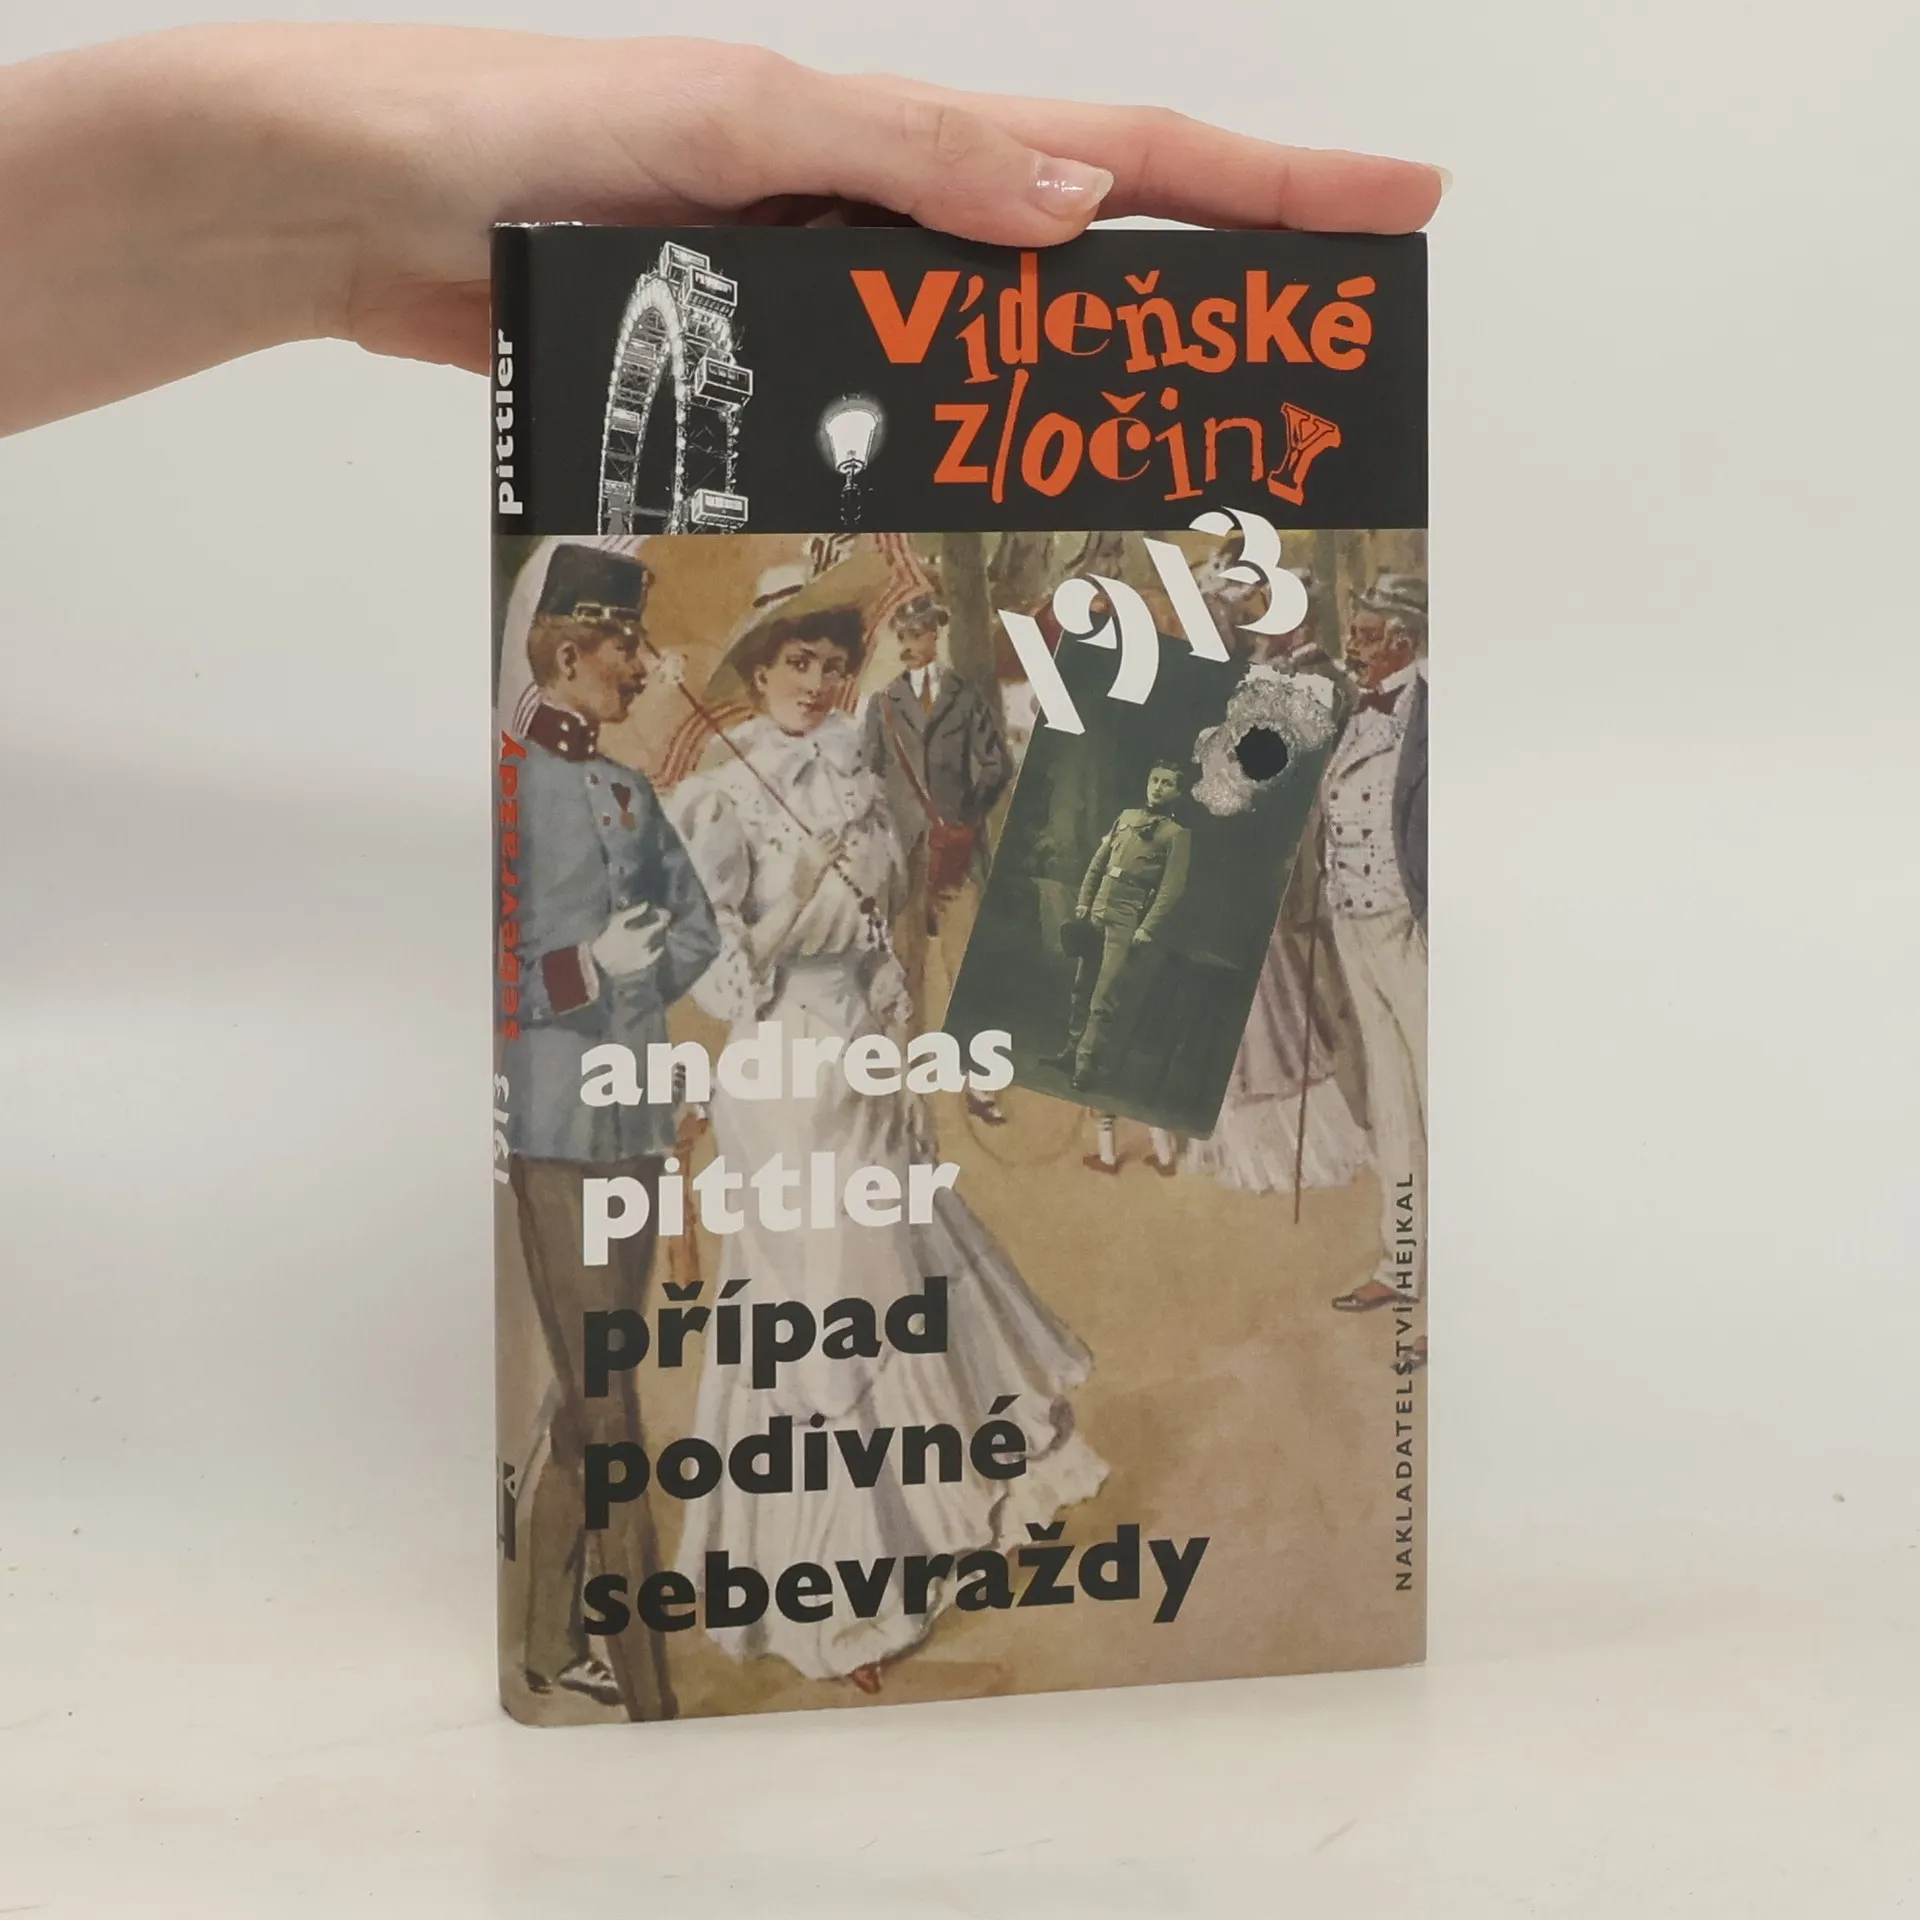 Vídeňské
zločiny
1913
andreas
pittler
případ
podivné
sebevraždy
NAKLADATELSTVÍ HEJKAL
pittler
1913 sebevraždy